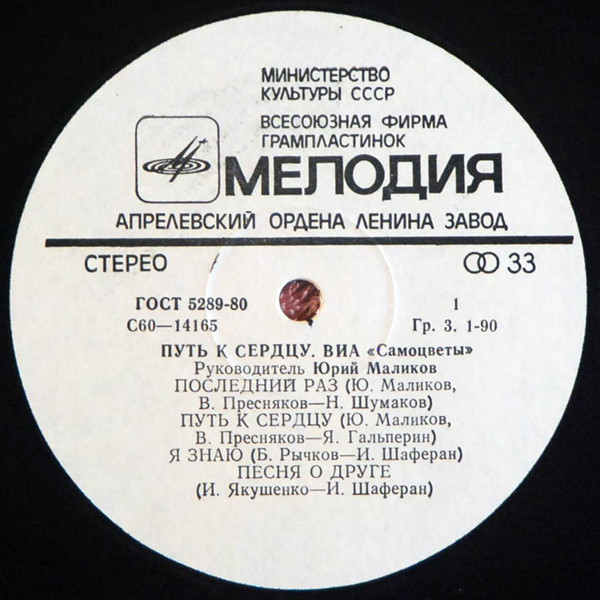 МИНИСТЕРСТВО
КУЛЬТУРЫ СССР
ВСЕСОЮЗНАЯ ФИРМА
ГРАМПЛАСТИНОК
МЕЛОДИЯ
АПРЕЛЕВСКИЙ ОРДЕНА ЛЕНИНА ЗАВОД
СТЕРЕО 33
ГОСТ 5289-80 1
С60—14165 Гр. 3. 1-90
ПУТЬ К СЕРДЦУ. ВИА «Самоцветы»
Руководитель Юрий Маликов
ПОСЛЕДНИЙ РАЗ (Ю. Маликов,
В. Пресняков—Н. Шумаков)
ПУТЬ К СЕРДЦУ (Ю. Маликов,
В. Пресняков—Я. Гальперин)
Я ЗНАЮ (Б. Рычков—И. Шаферан)
ПЕСНЯ О ДРУГЕ
(И. Якушенко—И. Шаферан)